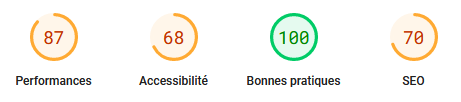 87 68 100 70
Performances Accessibilité Bonnes pratiques SEO